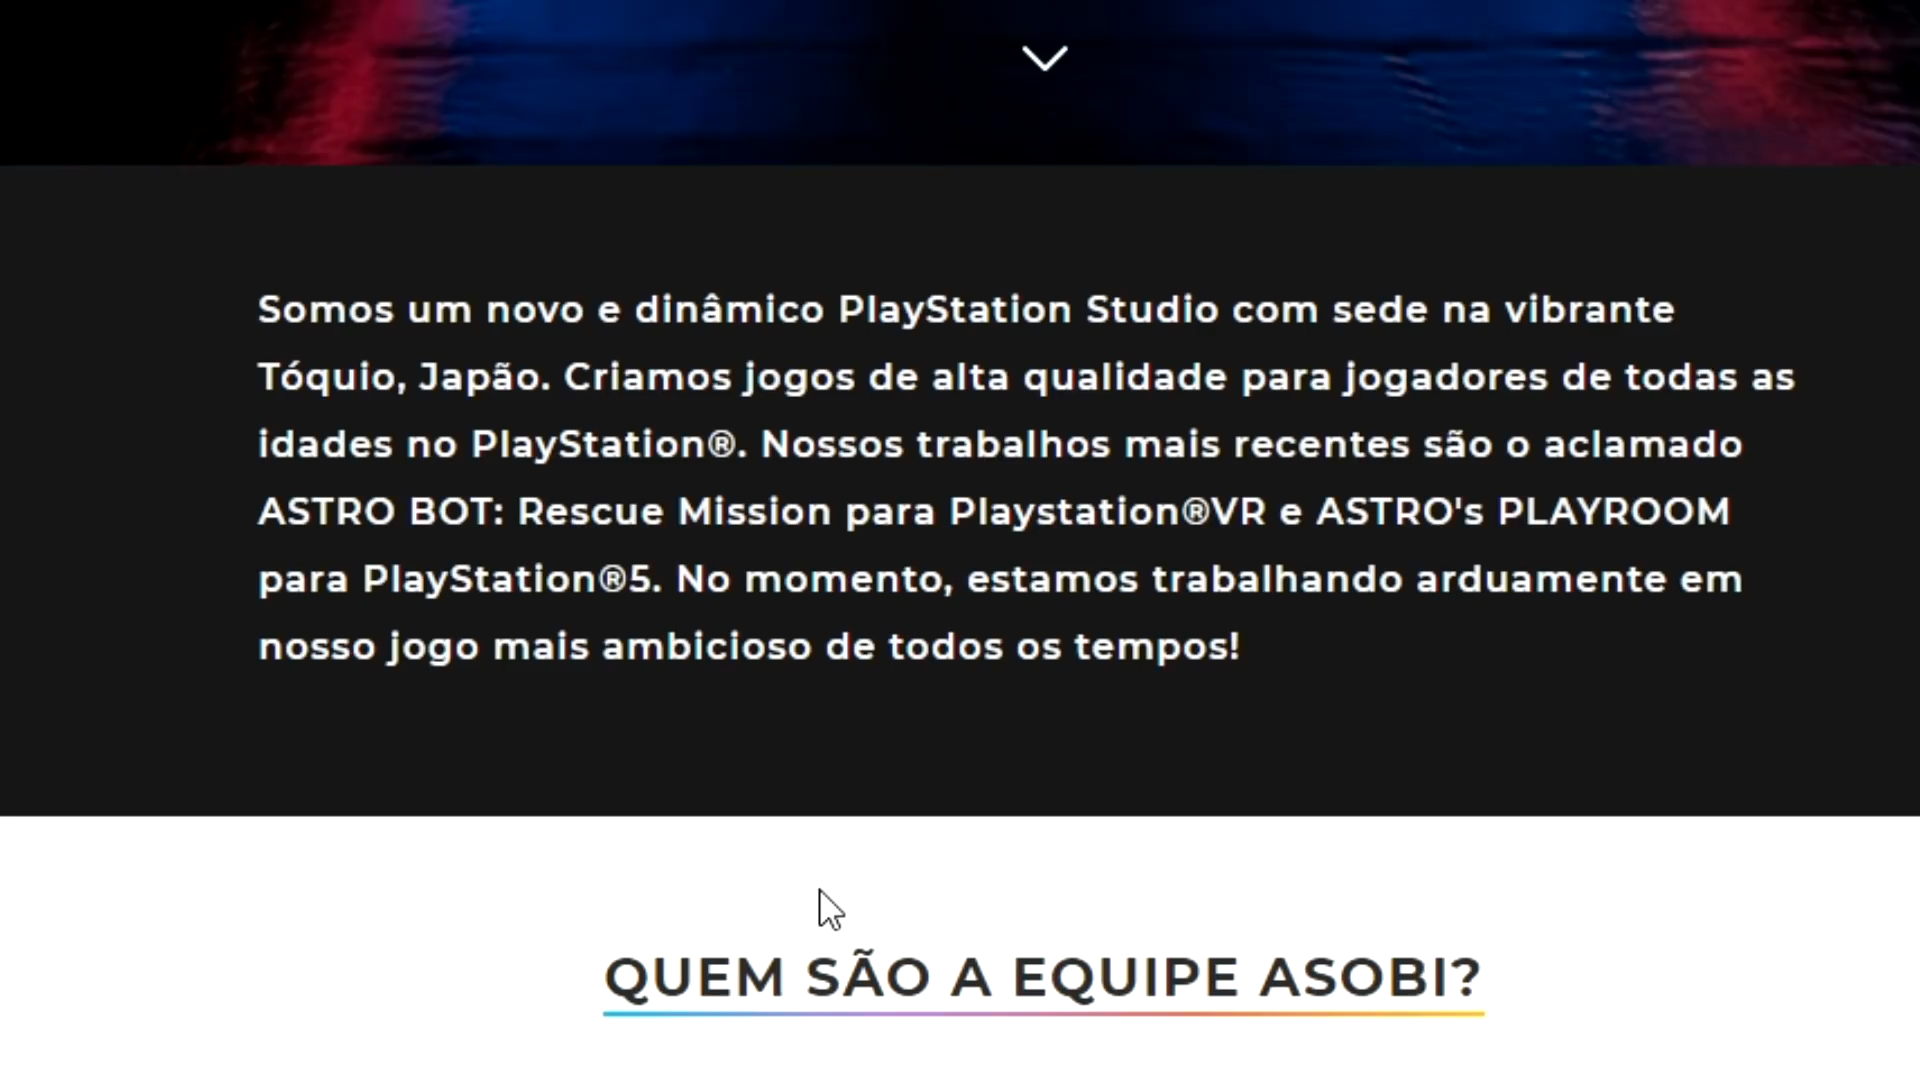 Somos um novo e dinâmico PlayStation Studio com sede na vibrante
Tóquio, Japão. Criamos jogos de alta qualidade para jogadores de todas as
idades no PlayStation®. Nossos trabalhos mais recentes são o aclamado
ASTRO BOT: Rescue Mission para Playstation®VR e ASTRO's PLAYROOM
para PlayStation®5. No momento, estamos trabalhando arduamente em
nosso jogo mais ambicioso de todos os tempos!
QUEM SÃO A EQUIPE ASOBI?